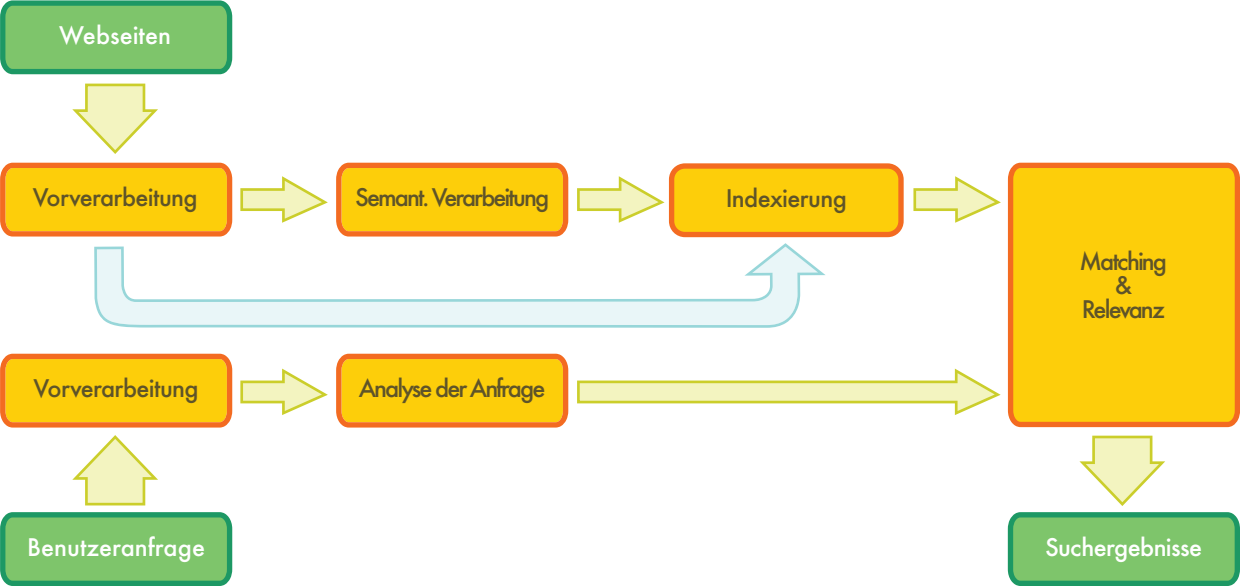 Webseiten
Vorverarbeitung
Semant. Verarbeitung
Indexierung
Matching
&
Relevanz
Vorverarbeitung
Analyse der Anfrage
Benutzeranfrage
Suchergebnisse